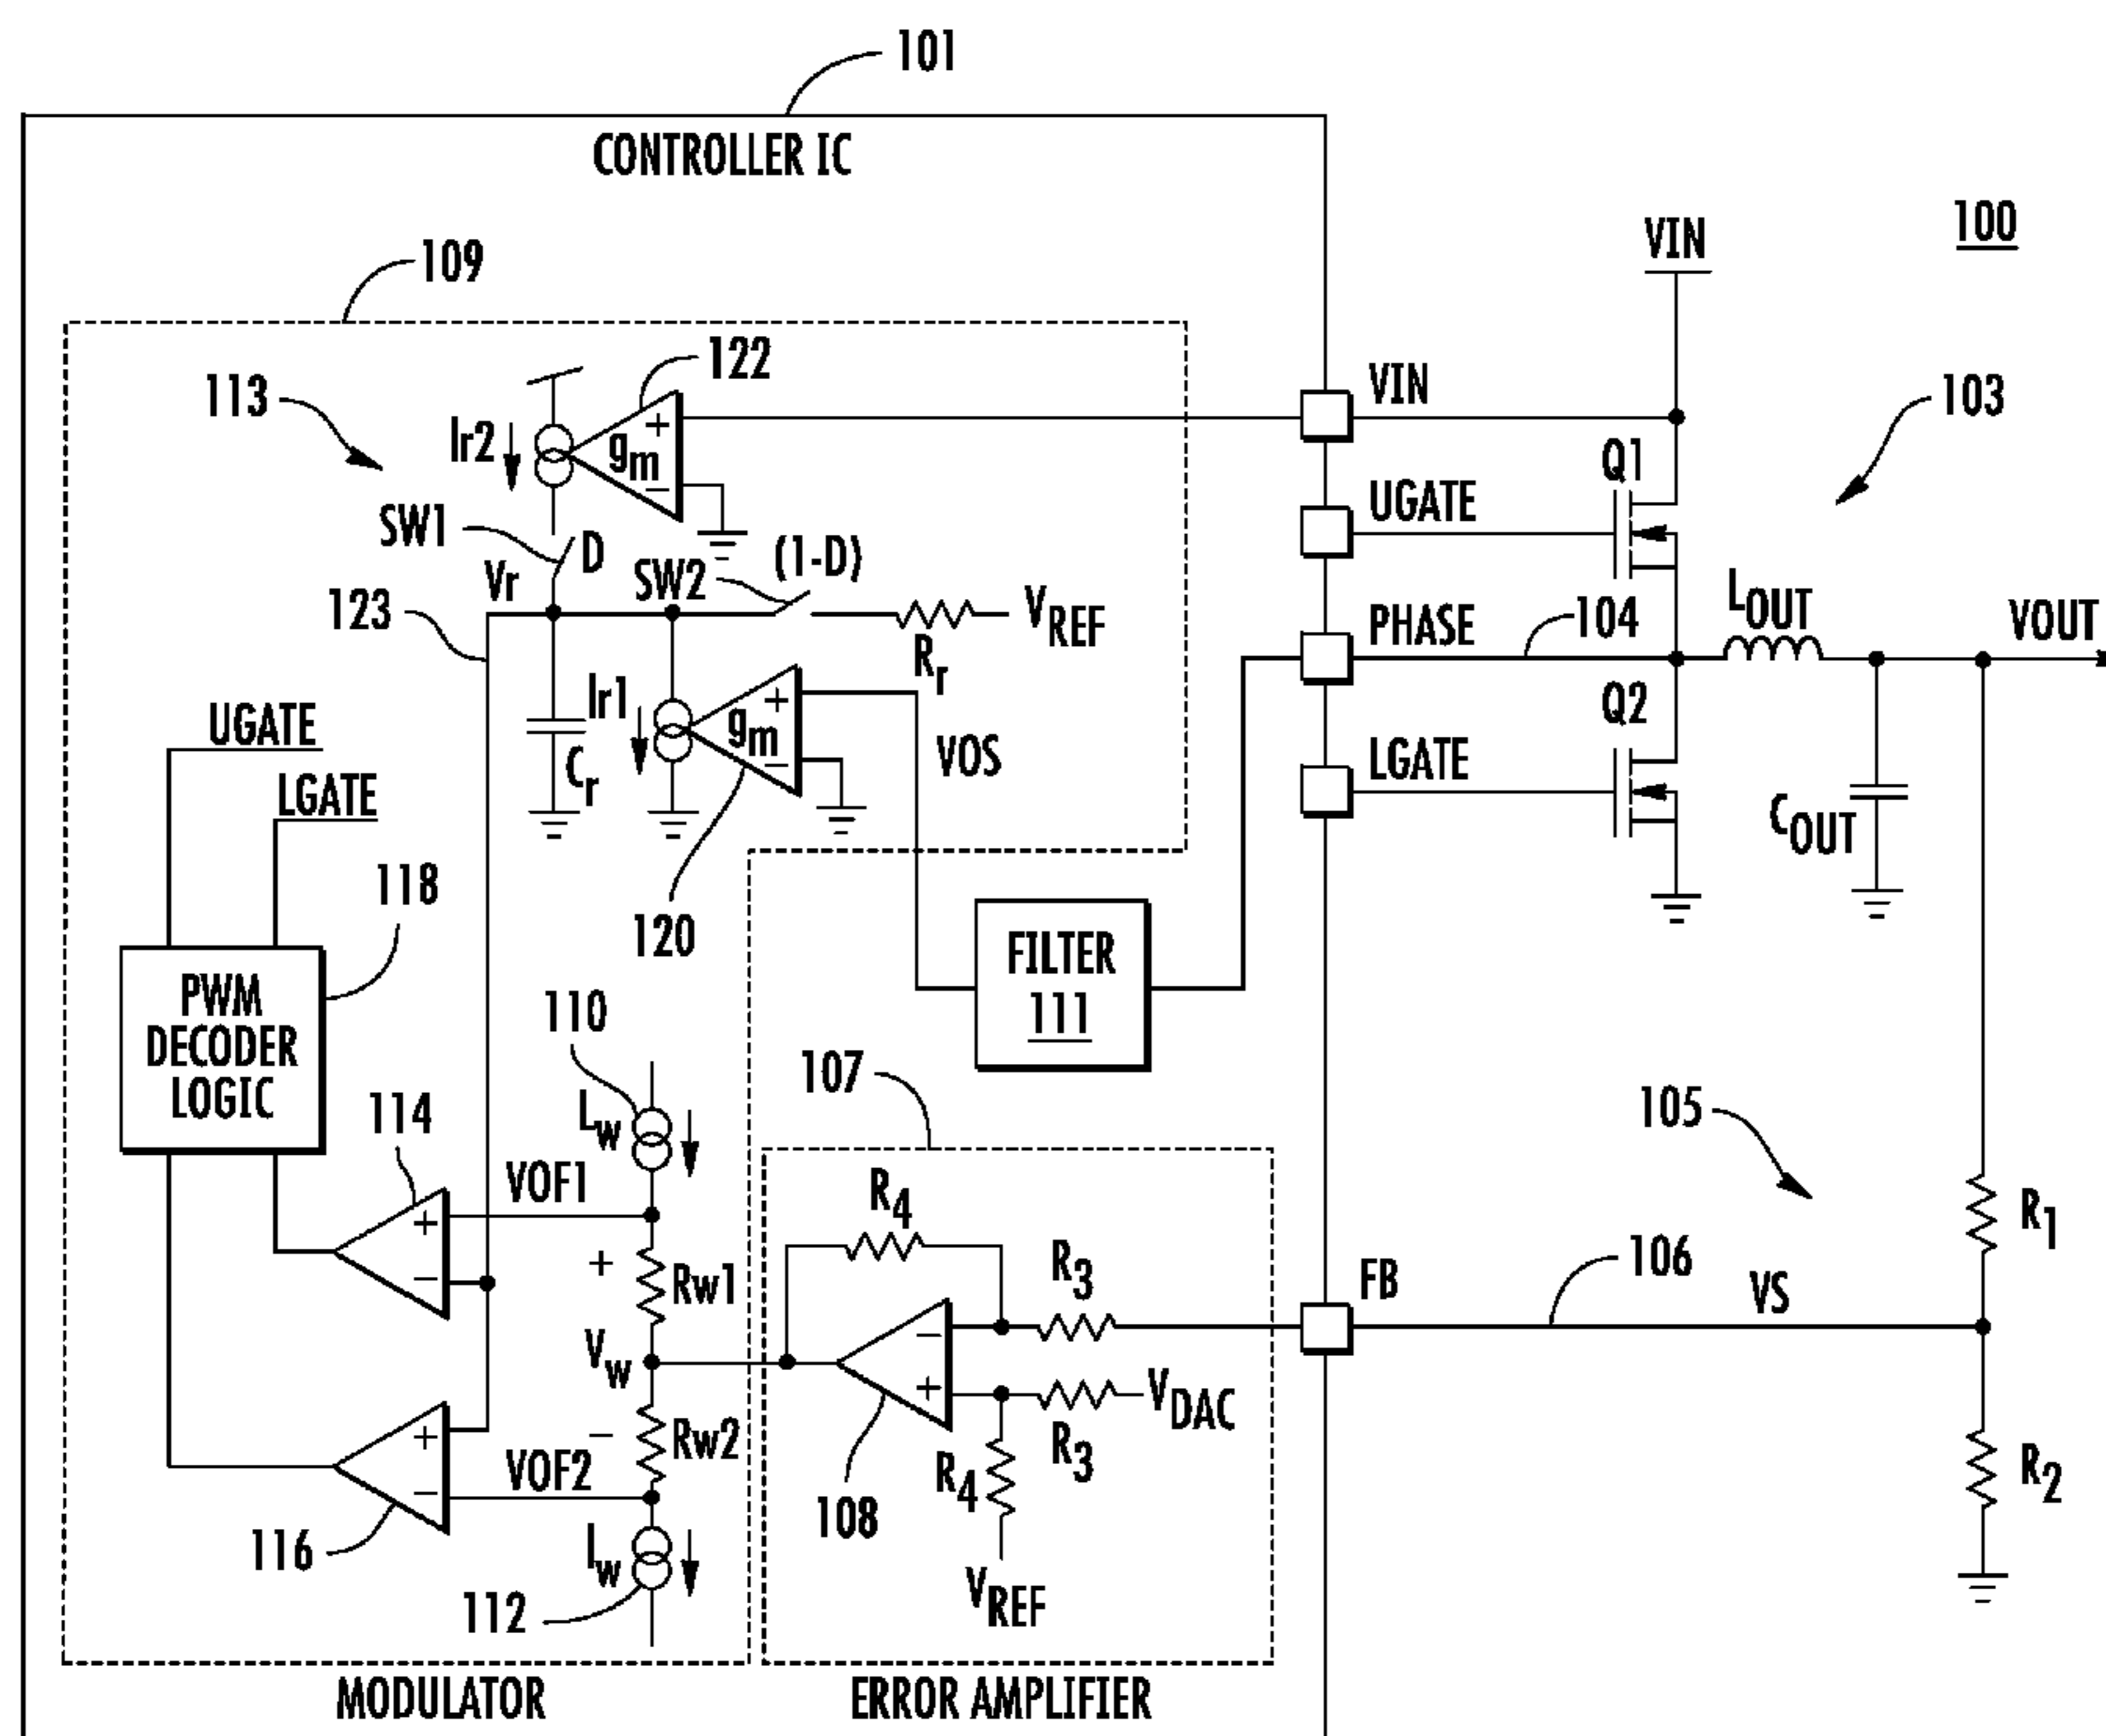 101
CONTROLLER IC
100
VIN
109
122
113
VIN
103
Ir2
+
gm
−
Q1
UGATE
SW1
D
(1-D)
Vr
SW2
VREF
123
Rr
PHASE
104
LOUT
VOUT
Ir1
+
gm
−
VOS
Q2
UGATE
Cr
LGATE
LGATE
COUT
118
120
FILTER
111
PWM
DECODER
LOGIC
110
107
105
Lw
114
VOF1
+
R4
R1
+
Rw1
R3
FB
106
VS
−
−
Vw
+
VDAC
+
−
Rw2
R3
R4
R2
VOF2
−
108
116
Iw
112
VREF
MODULATOR
ERROR AMPLIFIER